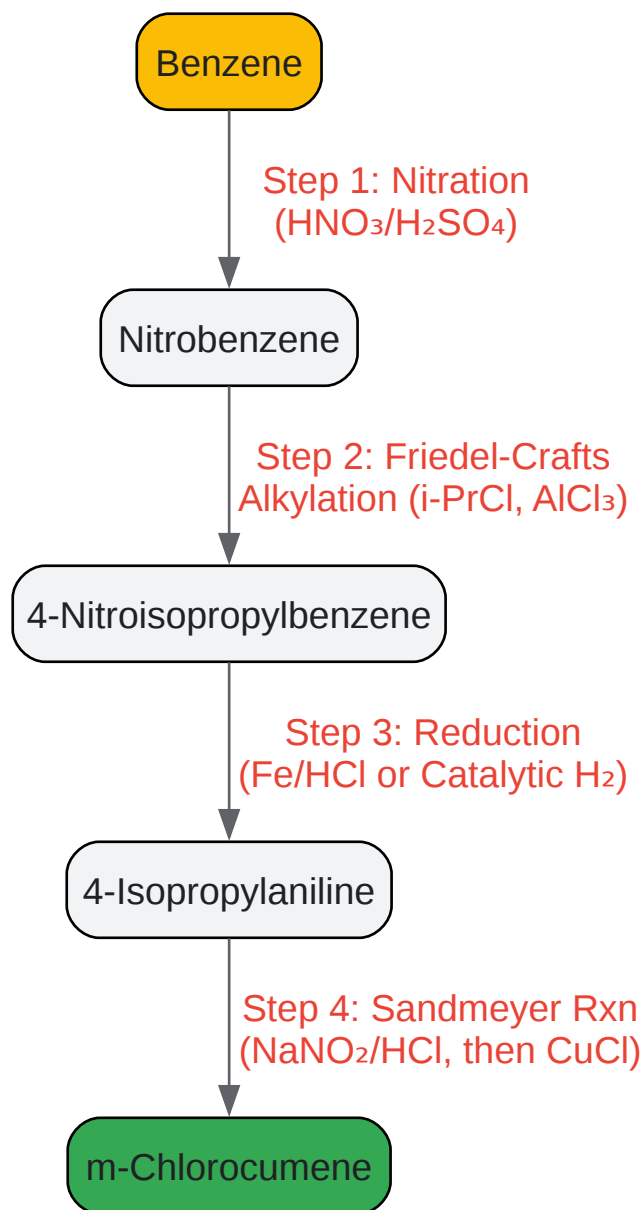 Benzene
Step 1: Nitration
(HNO₃/H₂SO₄)
Nitrobenzene
Step 2: Friedel-Crafts
Alkylation (i-PrCl, AlCl₃)
4-Nitroisopropylbenzene
Step 3: Reduction
(Fe/HCl or Catalytic H₂)
4-Isopropylaniline
Step 4: Sandmeyer Rxn
(NaNO₂/HCl, then CuCl)
m-Chlorocumene